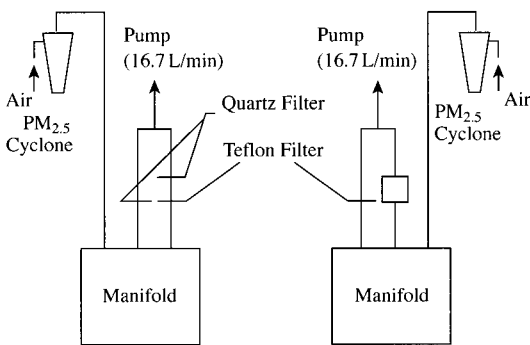 Pump
(16.7 L/min)
Air
PM2.5
Cyclone
Quartz Filter
Teflon Filter
Manifold
Pump
(16.7 L/min)
Air
PM2.5
Cyclone
Manifold